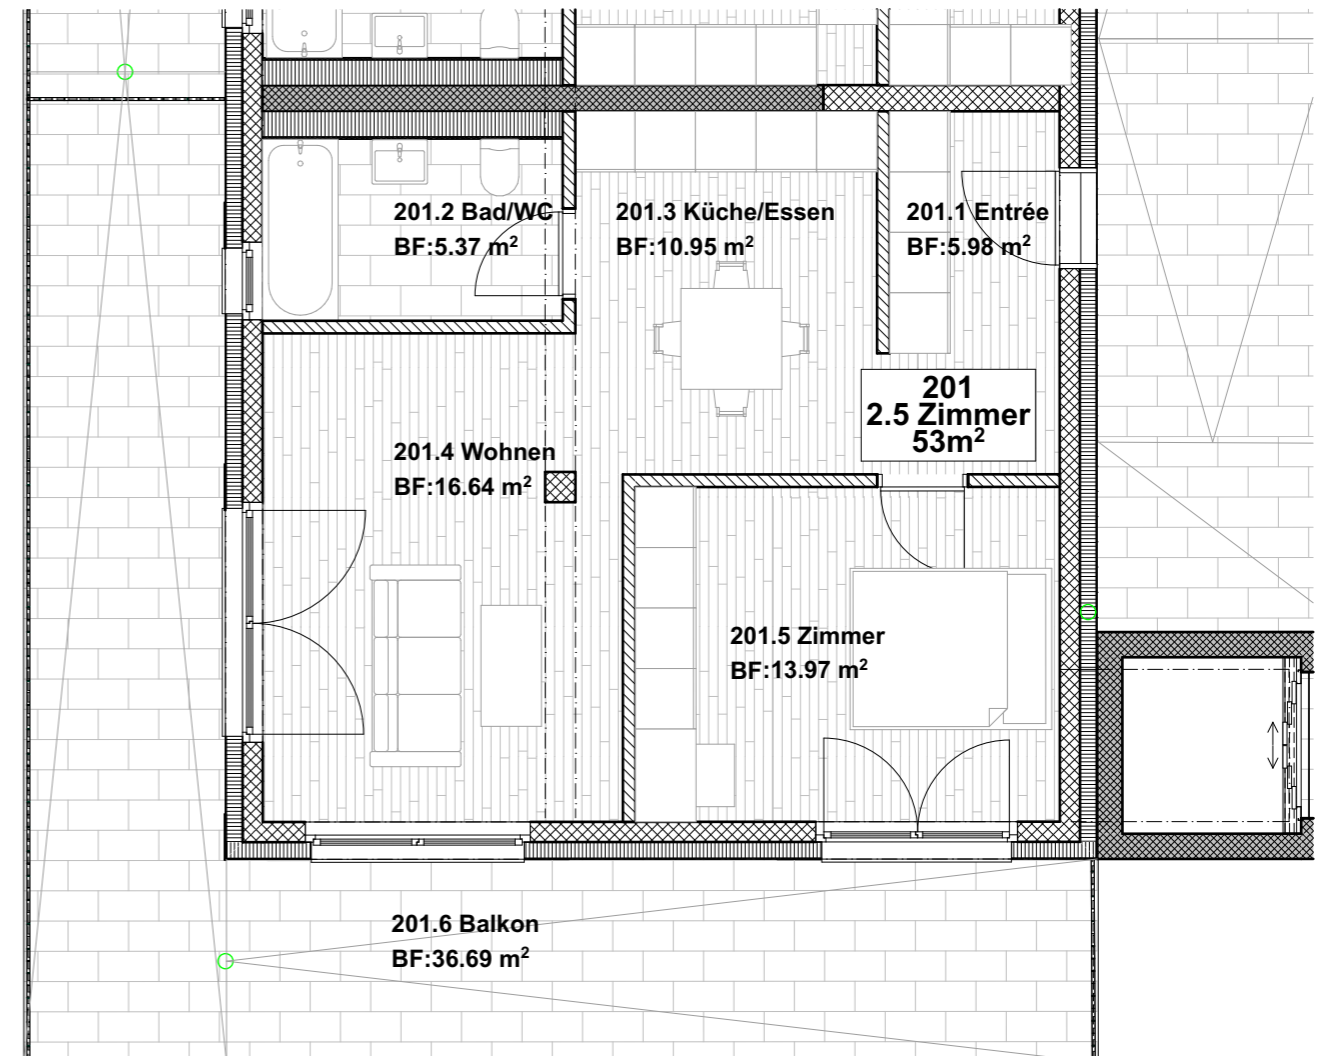 201.2 Bad/WC
BF:5.37 m²
201.3 Küche/Essen
BF:10.95 m²
201.1 Entrée
BF:5.98 m²
201
2.5 Zimmer
53m²
201.4 Wohnen
BF:16.64 m²
201.5 Zimmer
BF:13.97 m²
201.6 Balkon
BF:36.69 m²